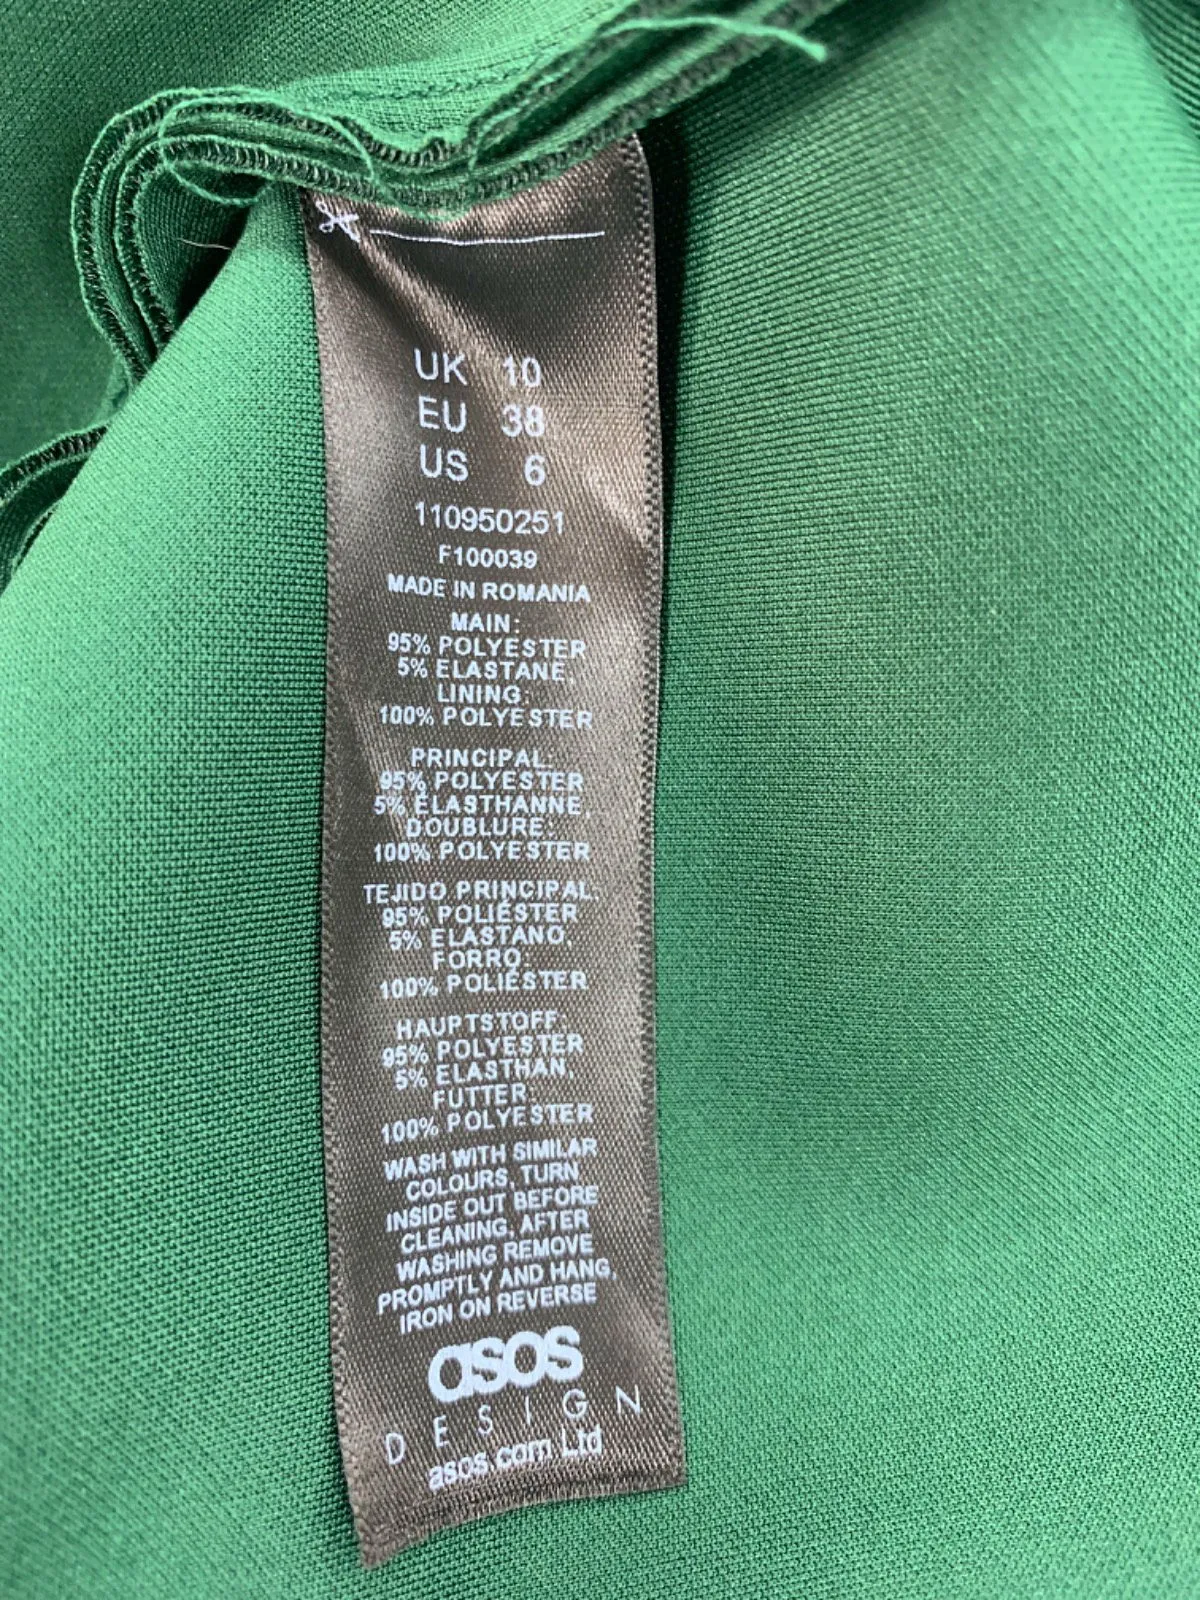 UK 10
EU 38
US 6
110950251
F100039
MADE IN ROMANIA
MAIN:
95% POLYESTER
5% ELASTANE,
LINING:
100% POLYESTER
PRINCIPAL:
95% POLYESTER
5% ÉLASTHANNE,
DOUBLURE:
100% POLYESTER
TEJIDO PRINCIPAL:
95% POLIÉSTER
5% ELASTANO,
FORRO:
100% POLIÉSTER
HAUPTSTOFF:
95% POLYESTER
5% ELASTHAN,
FUTTER:
100% POLYESTER
WASH WITH SIMILAR
COLOURS, TURN
INSIDE OUT BEFORE
CLEANING, AFTER
WASHING REMOVE
PROMPTLY AND HANG,
IRON ON REVERSE
asos
DESIGN
asos.com Ltd